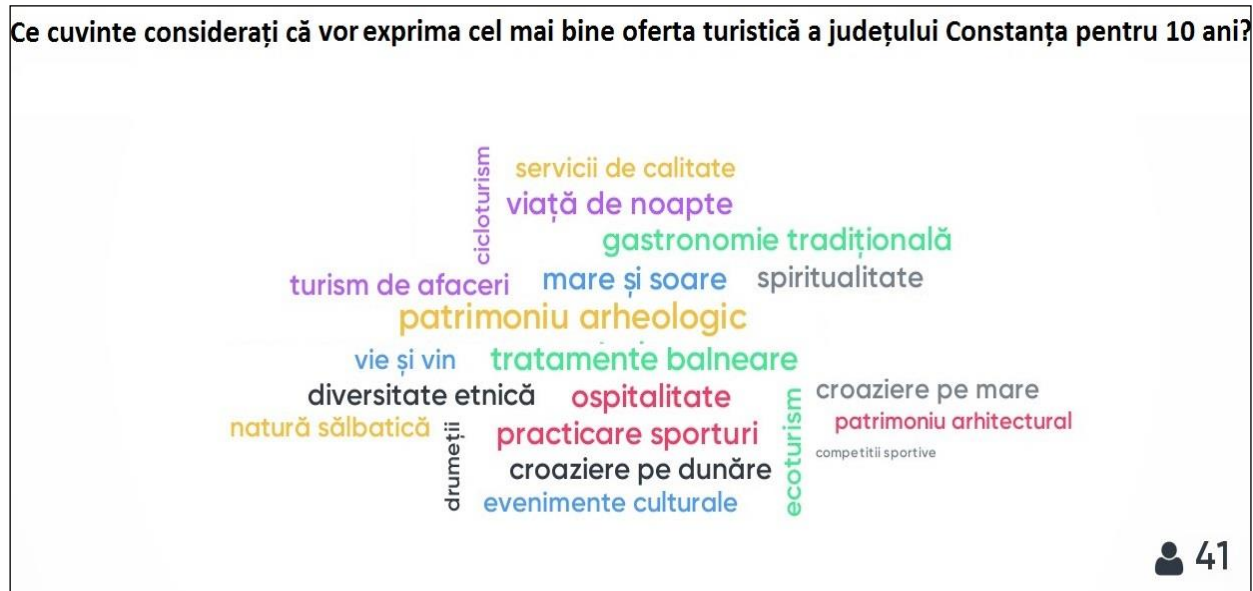 Ce cuvinte considerați că vor exprima cel mai bine oferta turistică a județului Constanța pentru 10 ani?
cicloturism
servicii de calitate
viață de noapte
gastronomie tradițională
turism de afaceri
mare și soare
spiritualitate
patrimoniu arheologic
vie și vin
tratamente balneare
diversitate etnică
ospitalitate
croaziere pe mare
natură sălbatică
drumeții
practicare sporturi
ecoturism
patrimoniu arhitectural
competitii sportive
croaziere pe dunăre
evenimente culturale
41